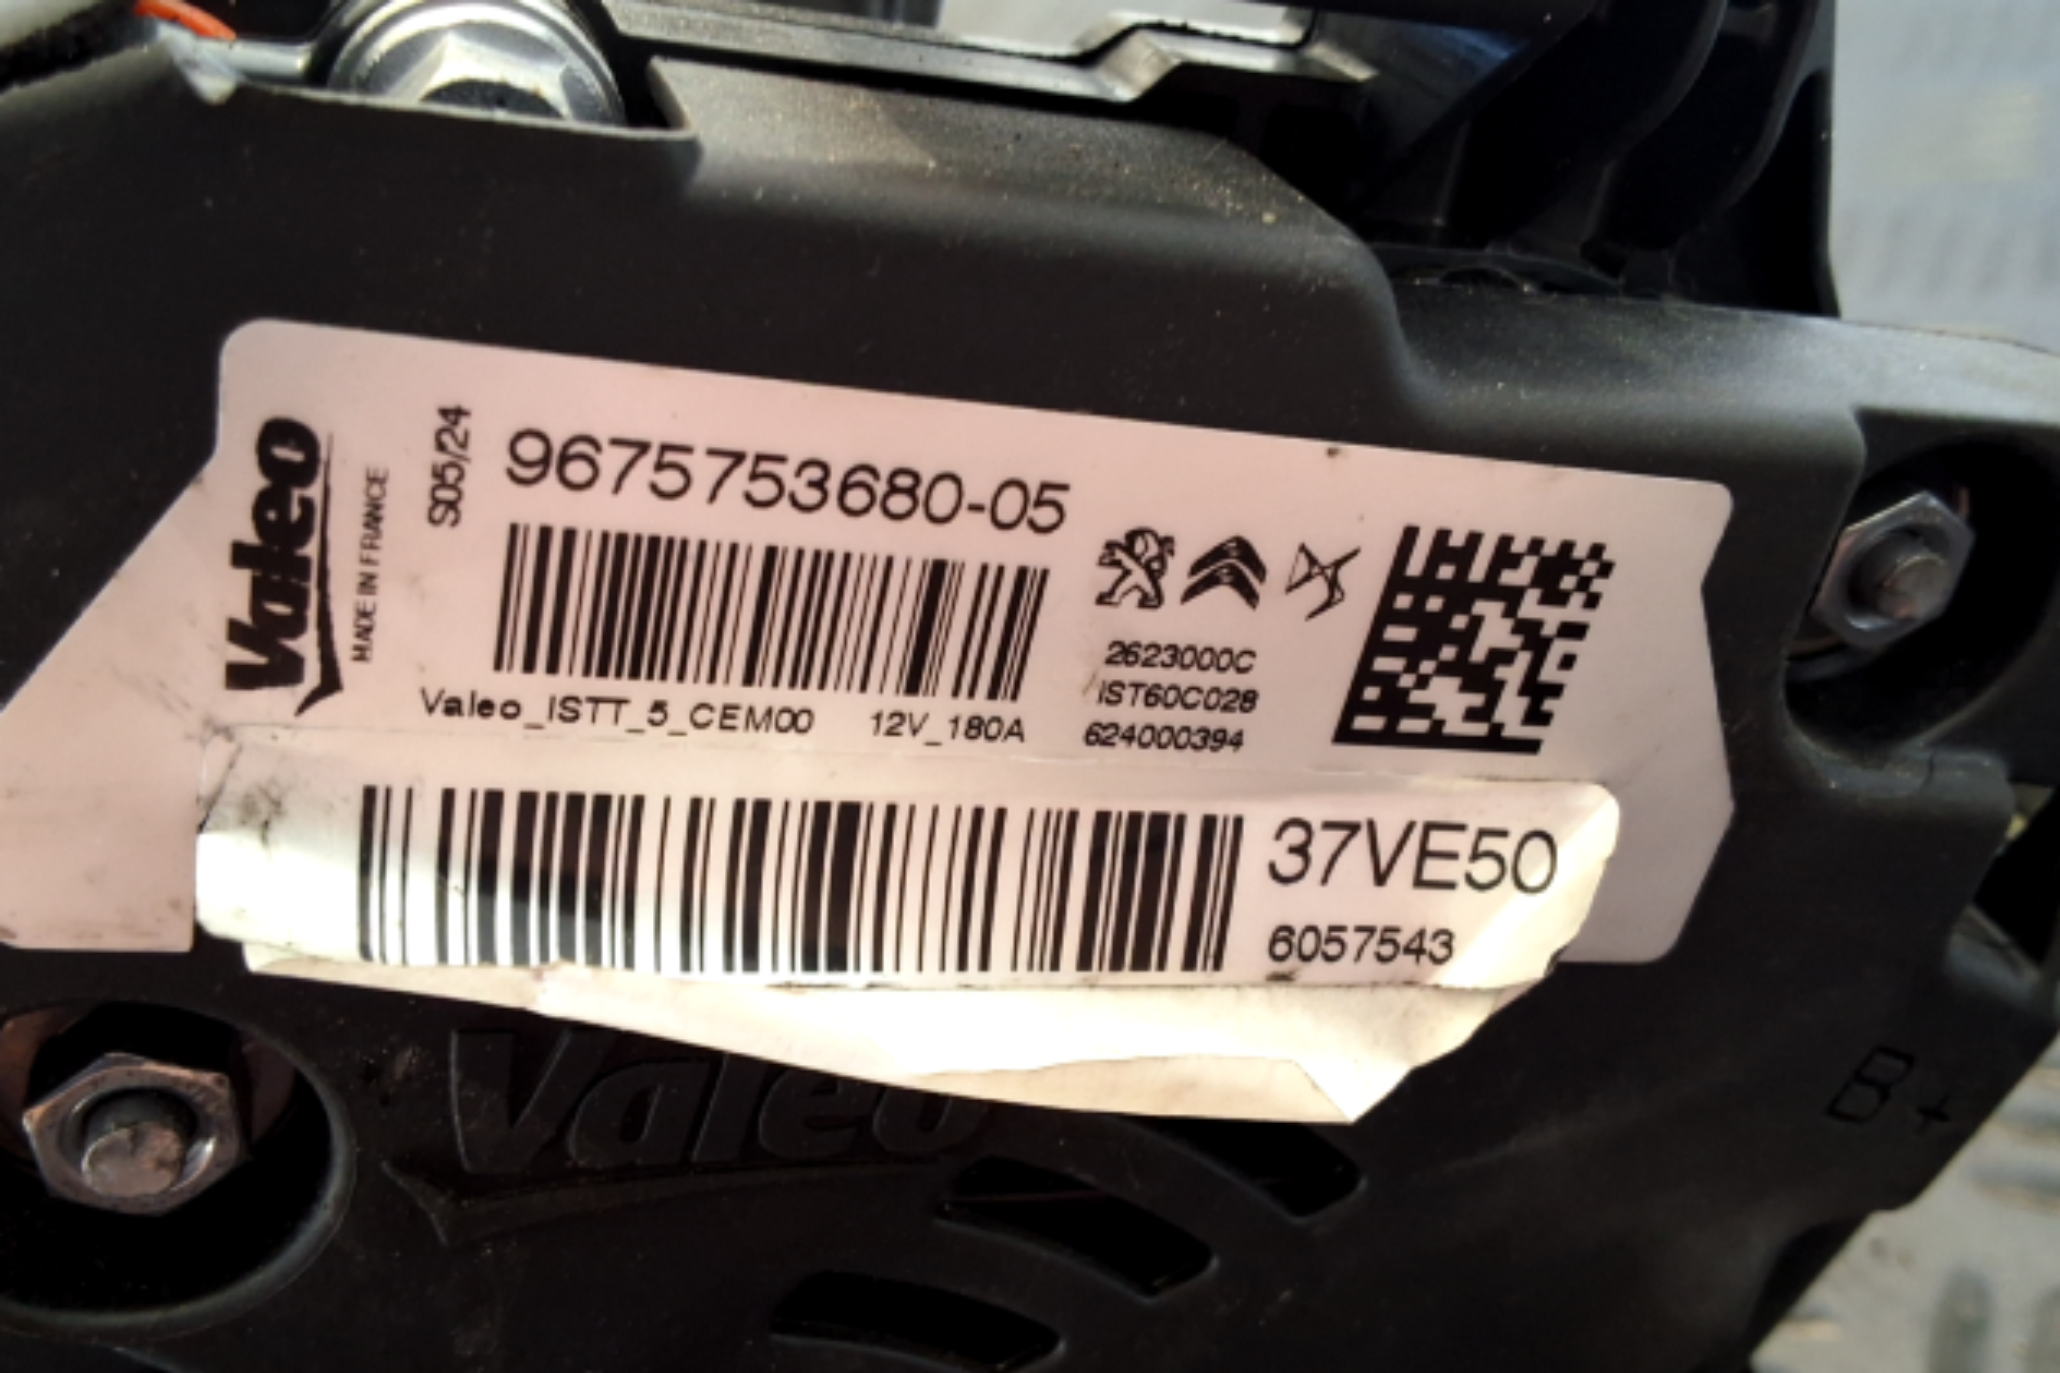 Valeo
MADE IN FRANCE
S05/24
9675753680-05
2623000C
IST60C028
624000394
Valeo_ISTT_5_CEM00 12V_180A
37VE50
6057543
Valeo
B+